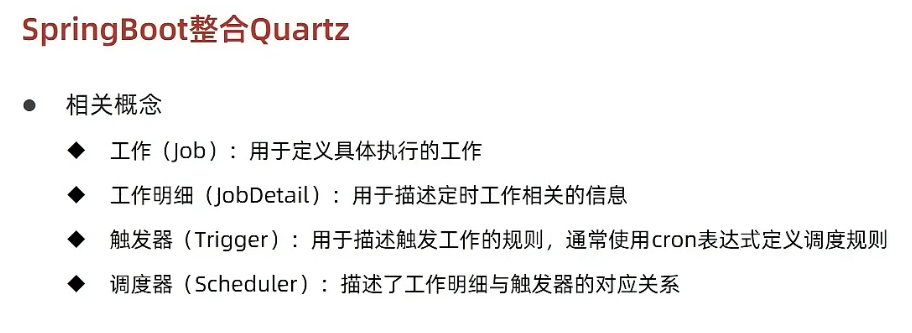 SpringBoot整合Quartz
● 相关概念
◆ 工作（Job）：用于定义具体执行的工作
◆ 工作明细（JobDetail）：用于描述定时工作相关的信息
◆ 触发器（Trigger）：用于描述触发工作的规则，通常使用cron表达式定义调度规则
◆ 调度器（Scheduler）：描述了工作明细与触发器的对应关系